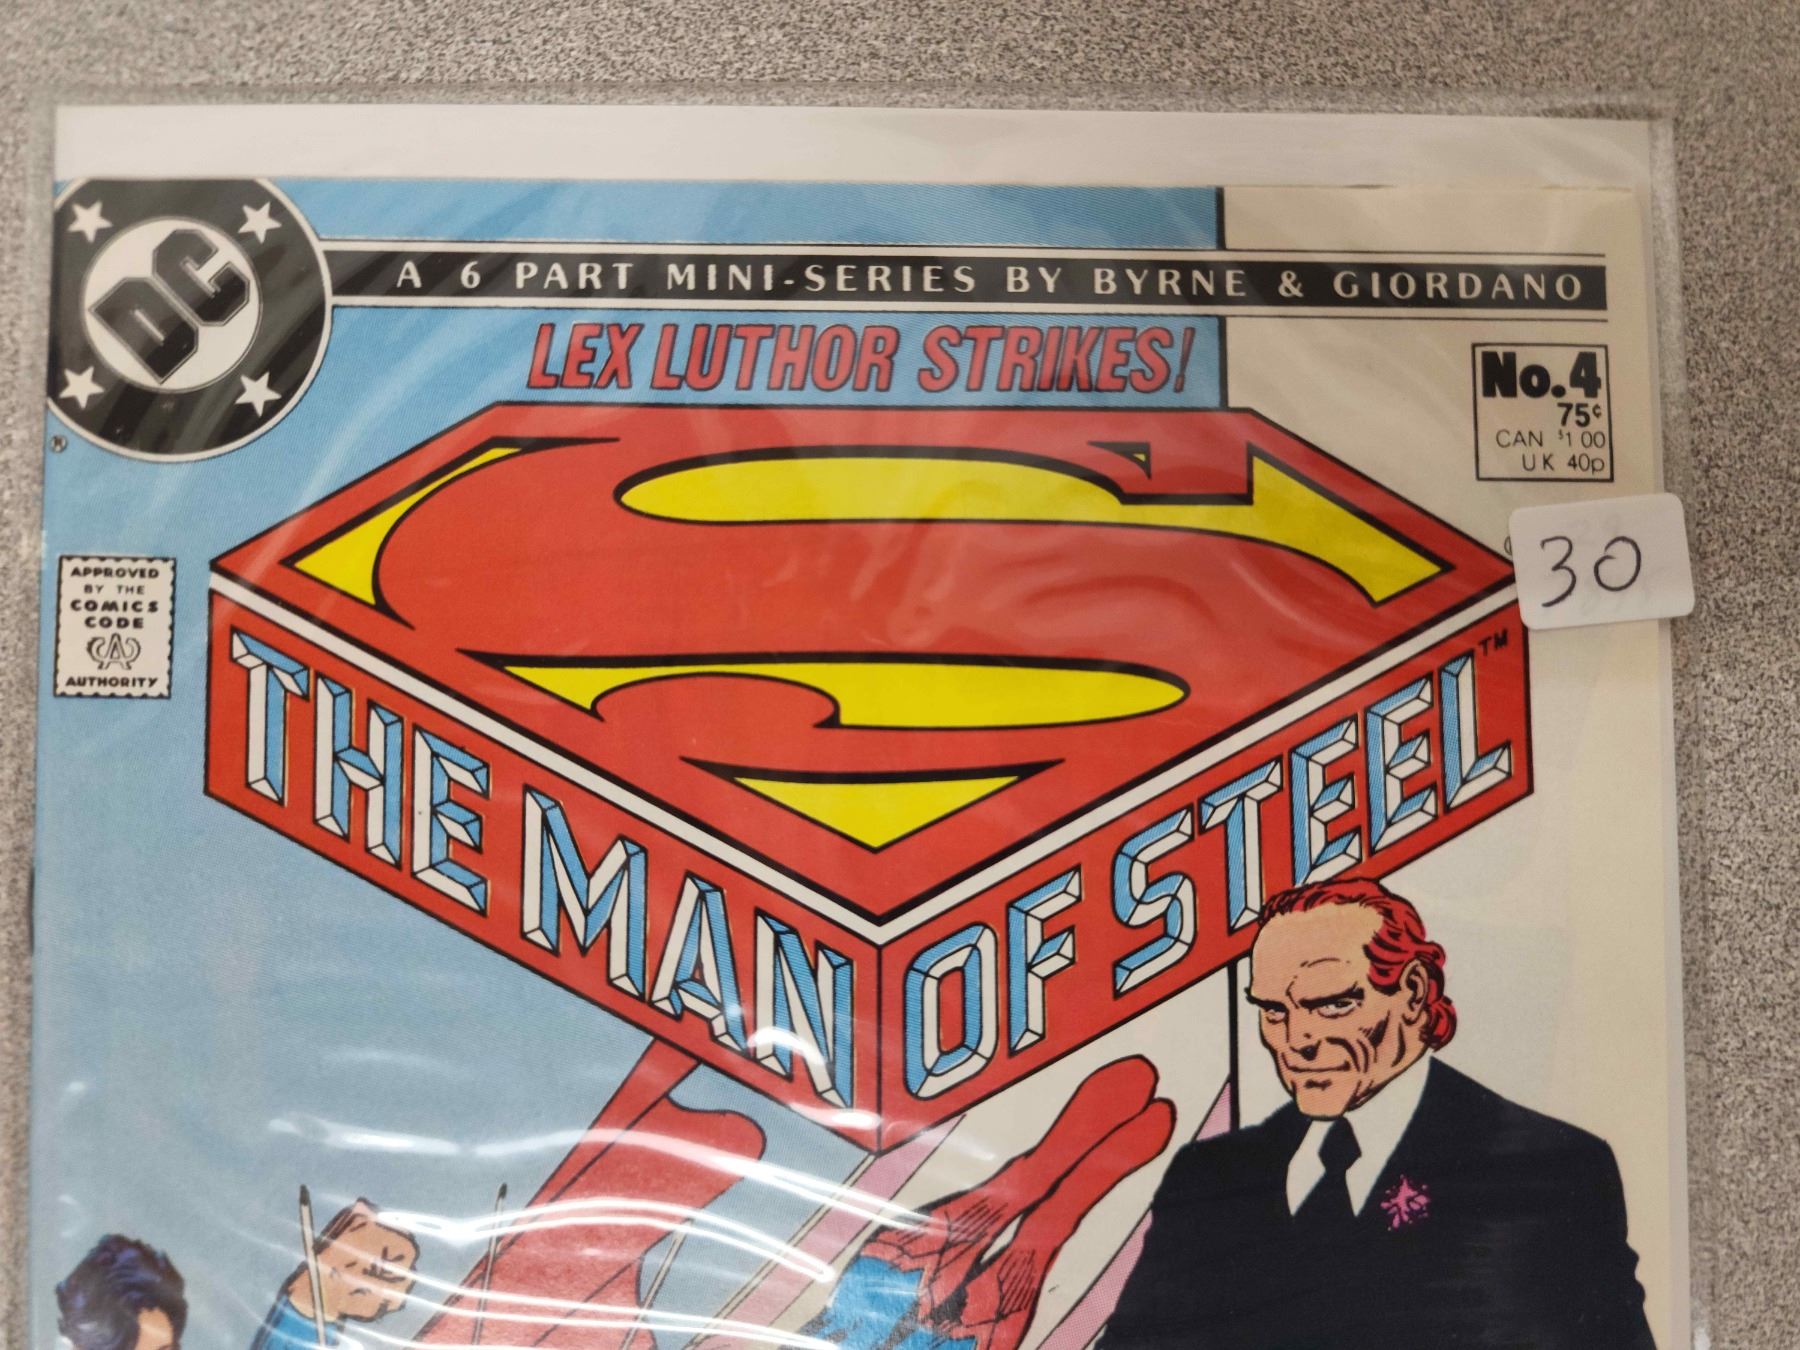 DC
A 6 PART MINI-SERIES BY BYRNE & GIORDANO
LEX LUTHOR STRIKES!
No.4
75¢
CAN $1 00
UK 40p
®
30
APPROVED
BY THE
COMICS
CODE
A
AUTHORITY
S
THE MAN OF STEEL
TM